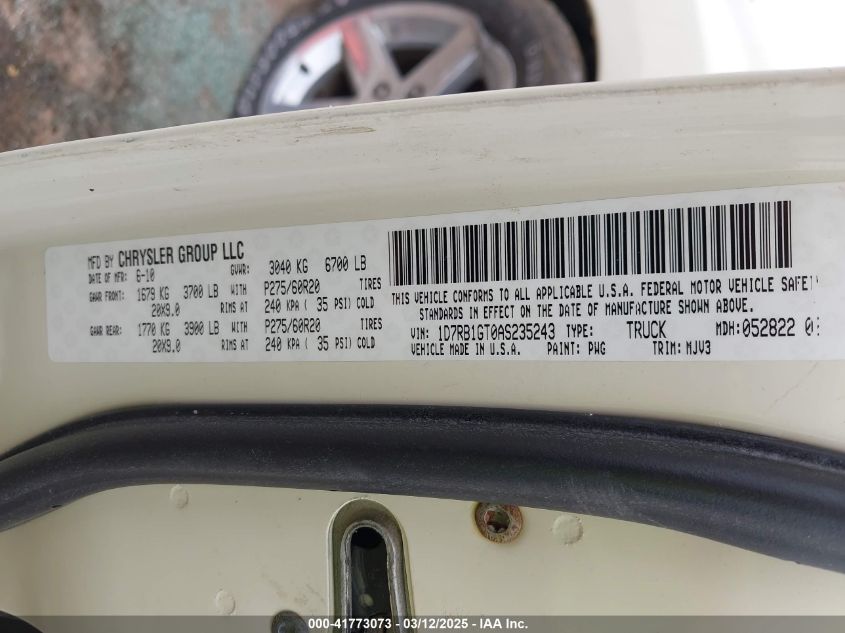 MFD BY CHRYSLER GROUP LLC
DATE OF MFR: 6-10 GVWR: 3040 KG 6700 LB
GAWR FRONT: 1679 KG 3700 LB WITH P275/60R20 TIRES
20X9.0 RIMS AT 240 KPA ( 35 PSI) COLD
GAWR REAR: 1770 KG 3900 LB WITH P275/60R20 TIRES
20X9.0 RIMS AT 240 KPA ( 35 PSI) COLD
THIS VEHICLE CONFORMS TO ALL APPLICABLE U.S.A. FEDERAL MOTOR VEHICLE SAFET
STANDARDS IN EFFECT ON THE DATE OF MANUFACTURE SHOWN ABOVE.
VIN: 1D7RB1GT0AS235243 TYPE: TRUCK MDH: 052822 0
VEHICLE MADE IN U.S.A. PAINT: PWG TRIM: MJV3
000-41773073 - 03/12/2025 - IAA Inc.